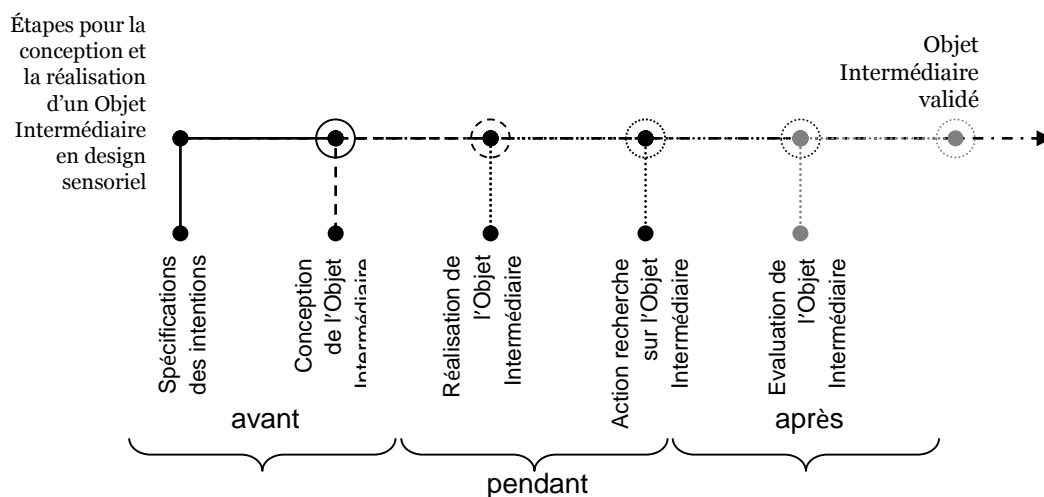 Étapes pour la
conception et
la réalisation
d'un Objet
Intermédiaire
en design
sensoriel
Objet
Intermédiaire
validé
Spécifications
des intentions
Conception
de l'Objet
Intermédiaire
Réalisation de
l'Objet
Intermédiaire
Action recherche
sur l'Objet
Intermédiaire
Evaluation de
l'Objet
Intermédiaire
avant
pendant
après